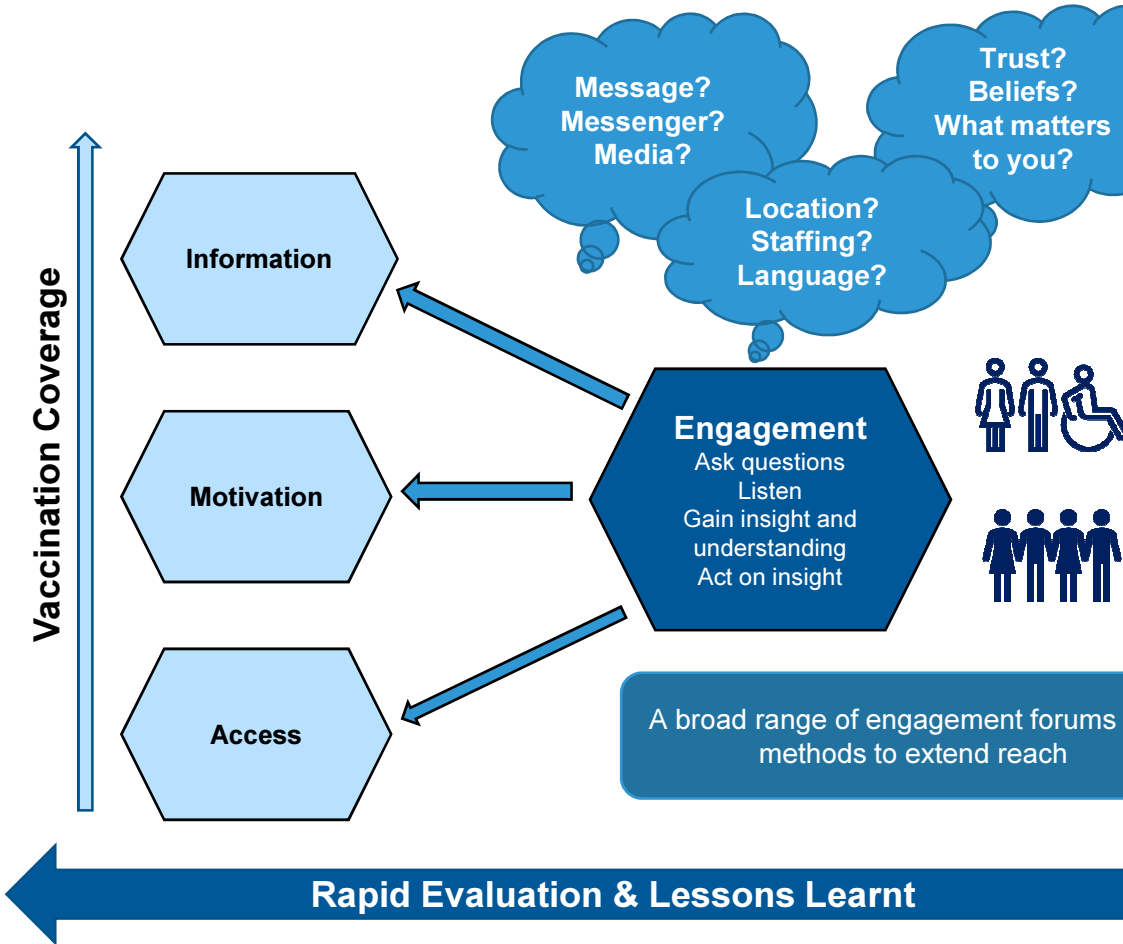 Message?
Messenger?
Media?
Trust?
Beliefs?
What matters
to you?
Location?
Staffing?
Language?
Vaccination Coverage
Information
Motivation
Access
Engagement
Ask questions
Listen
Gain insight and
understanding
Act on insight
A broad range of engagement forums
methods to extend reach
Rapid Evaluation & Lessons Learnt